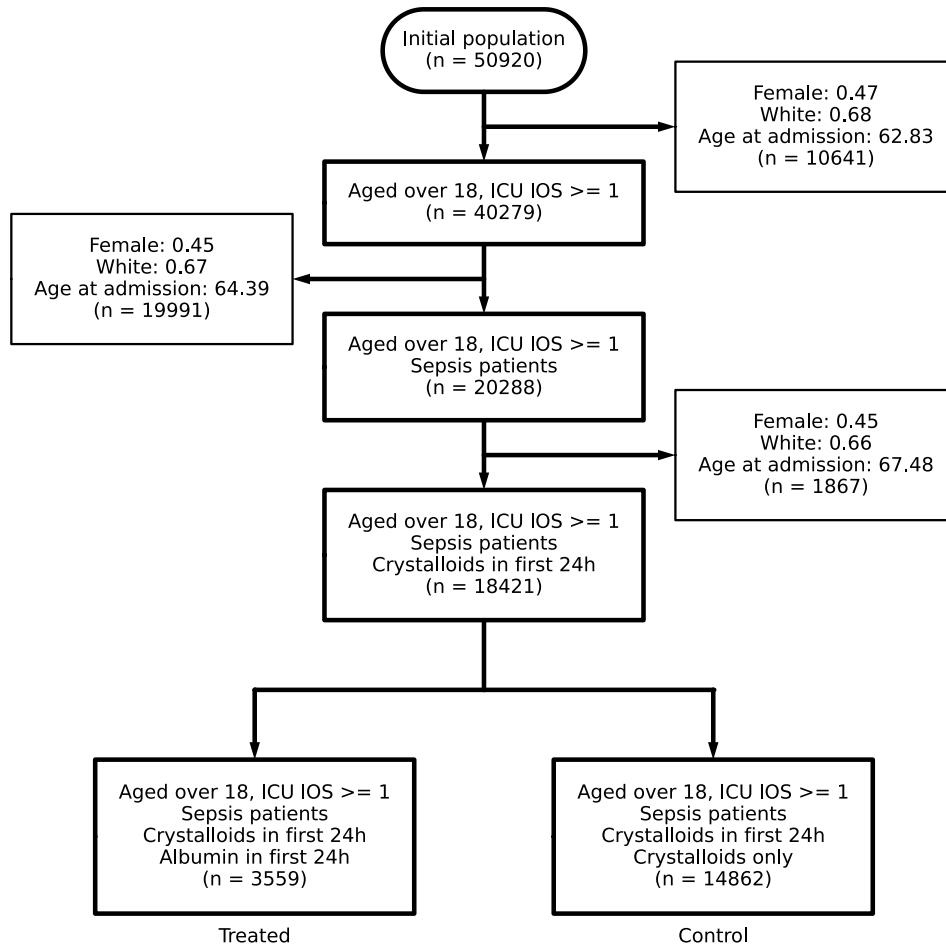 Initial population
(n = 50920)
Female: 0.47
White: 0.68
Age at admission: 62.83
(n = 10641)
Aged over 18, ICU IOS >= 1
(n = 40279)
Female: 0.45
White: 0.67
Age at admission: 64.39
(n = 19991)
Aged over 18, ICU IOS >= 1
Sepsis patients
(n = 20288)
Female: 0.45
White: 0.66
Age at admission: 67.48
(n = 1867)
Aged over 18, ICU IOS >= 1
Sepsis patients
Crystalloids in first 24h
(n = 18421)
Aged over 18, ICU IOS >= 1
Sepsis patients
Crystalloids in first 24h
Albumin in first 24h
(n = 3559)
Treated
Aged over 18, ICU IOS >= 1
Sepsis patients
Crystalloids in first 24h
Crystalloids only
(n = 14862)
Control